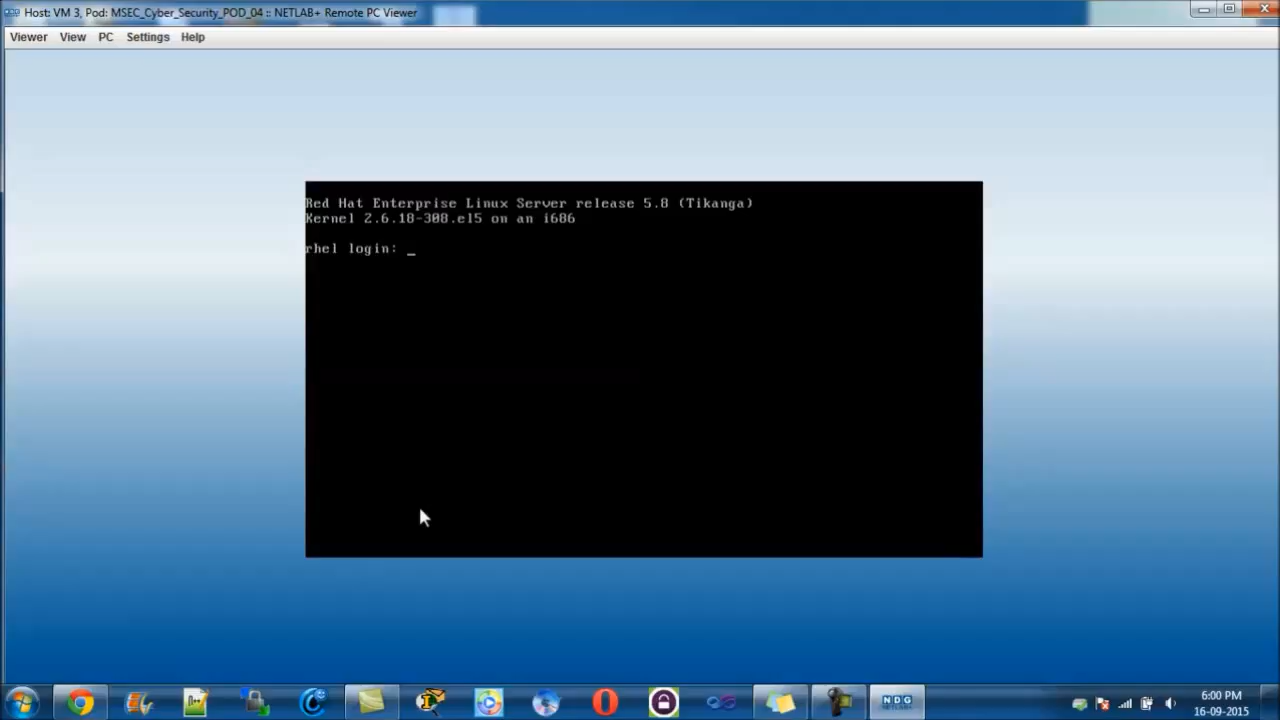 Host: VM 3, Pod: MSEC_Cyber_Security_POD_04 :: NETLAB+ Remote PC Viewer
Viewer View PC Settings Help
Red Hat Enterprise Linux Server release 5.8 (Tikanga)
Kernel 2.6.18-308.el5 on an i686
rhel login: _
NDG
NETLAB+
6:00 PM
16-09-2015